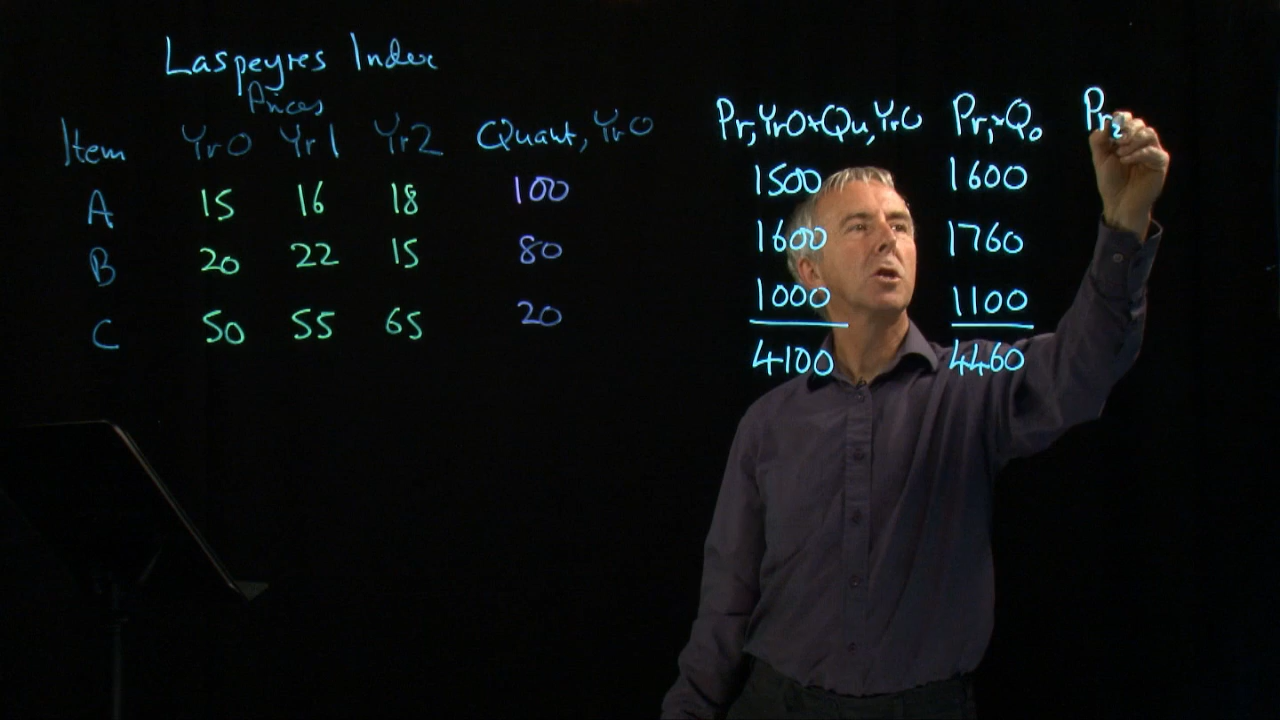 Laspeyres Index
Prices
Item Yr0 Yr1 Yr2 Quant, Yr0 Pr,Yr0*Qu,Yr0 Pr₁*Q₀ Pr₂
A 15 16 18 100 1500 1600
B 20 22 15 80 1600 1760
C 50 55 65 20 1000 1100
4100 4460